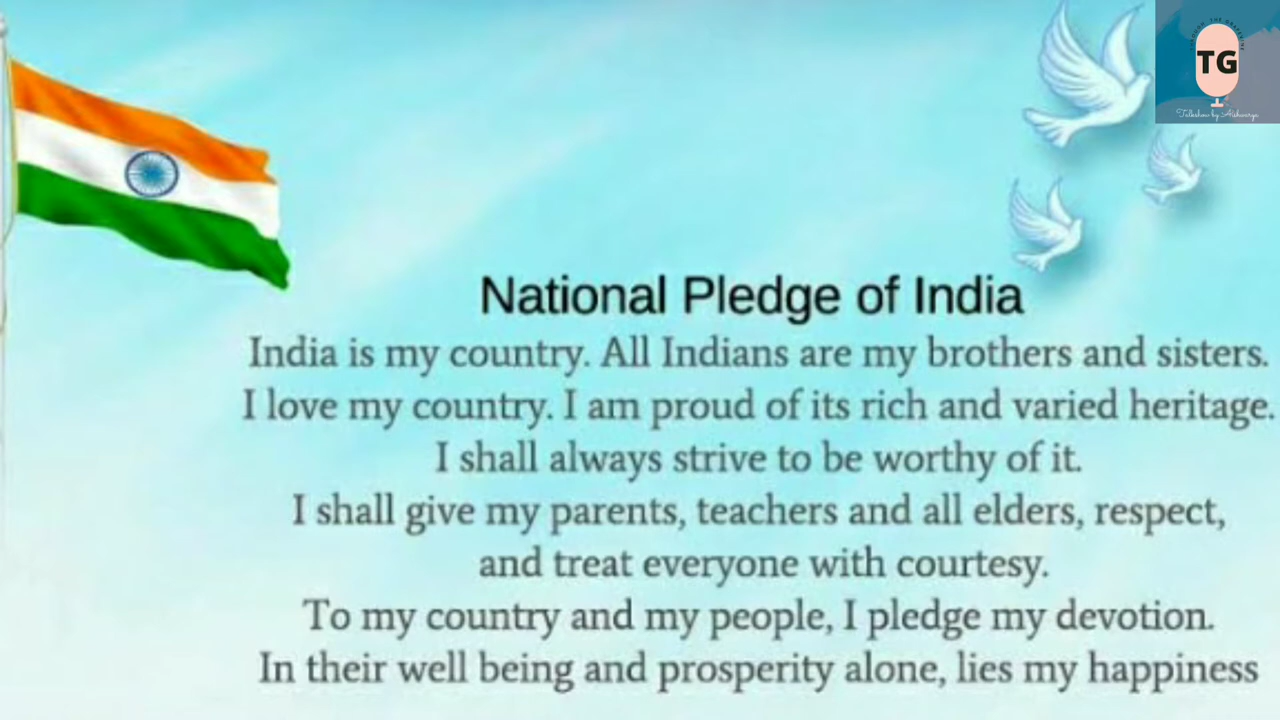 TG
National Pledge of India
India is my country. All Indians are my brothers and sisters.
I love my country. I am proud of its rich and varied heritage.
I shall always strive to be worthy of it.
I shall give my parents, teachers and all elders, respect,
and treat everyone with courtesy.
To my country and my people, I pledge my devotion.
In their well being and prosperity alone, lies my happiness